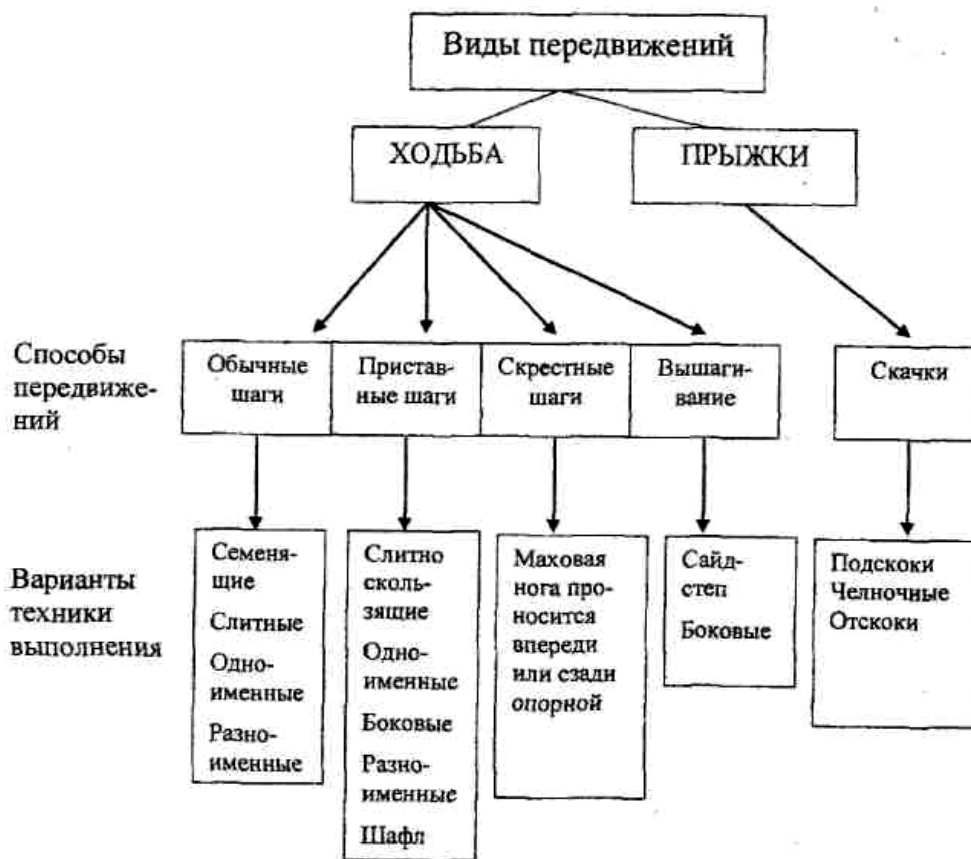 Виды передвижений
ХОДЬБА
ПРЫЖКИ
Способы
передвиже-
ний
Обычные
шаги
Пристав-
ные шаги
Скрестные
шаги
Вышаги-
вание
Скачки
Варианты
техники
выполнения
Семеня-
щие
Слитные
Одно-
именные
Разно-
именные
Слитно
сколь-
зящие
Одно-
именные
Боковые
Разно-
именные
Шафл
Маховая
нога про-
носится
впереди
или сзади
опорной
Сайд-
степ
Боковые
Подскоки
Челночные
Отскоки